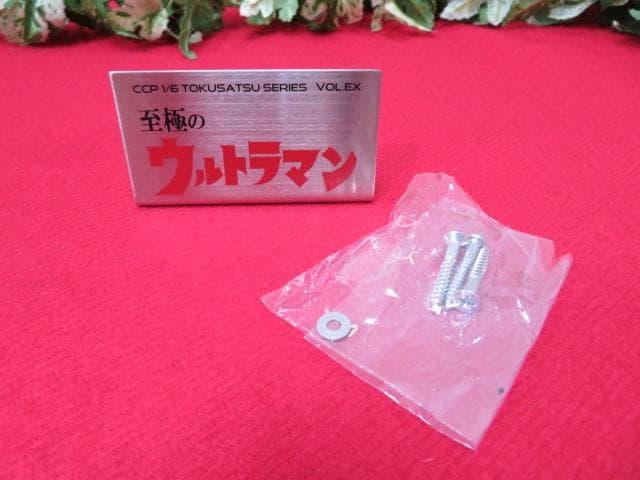 CCP 1/6 TOKUSATSU SERIES VOL.EX
至極の
ウルトラマン